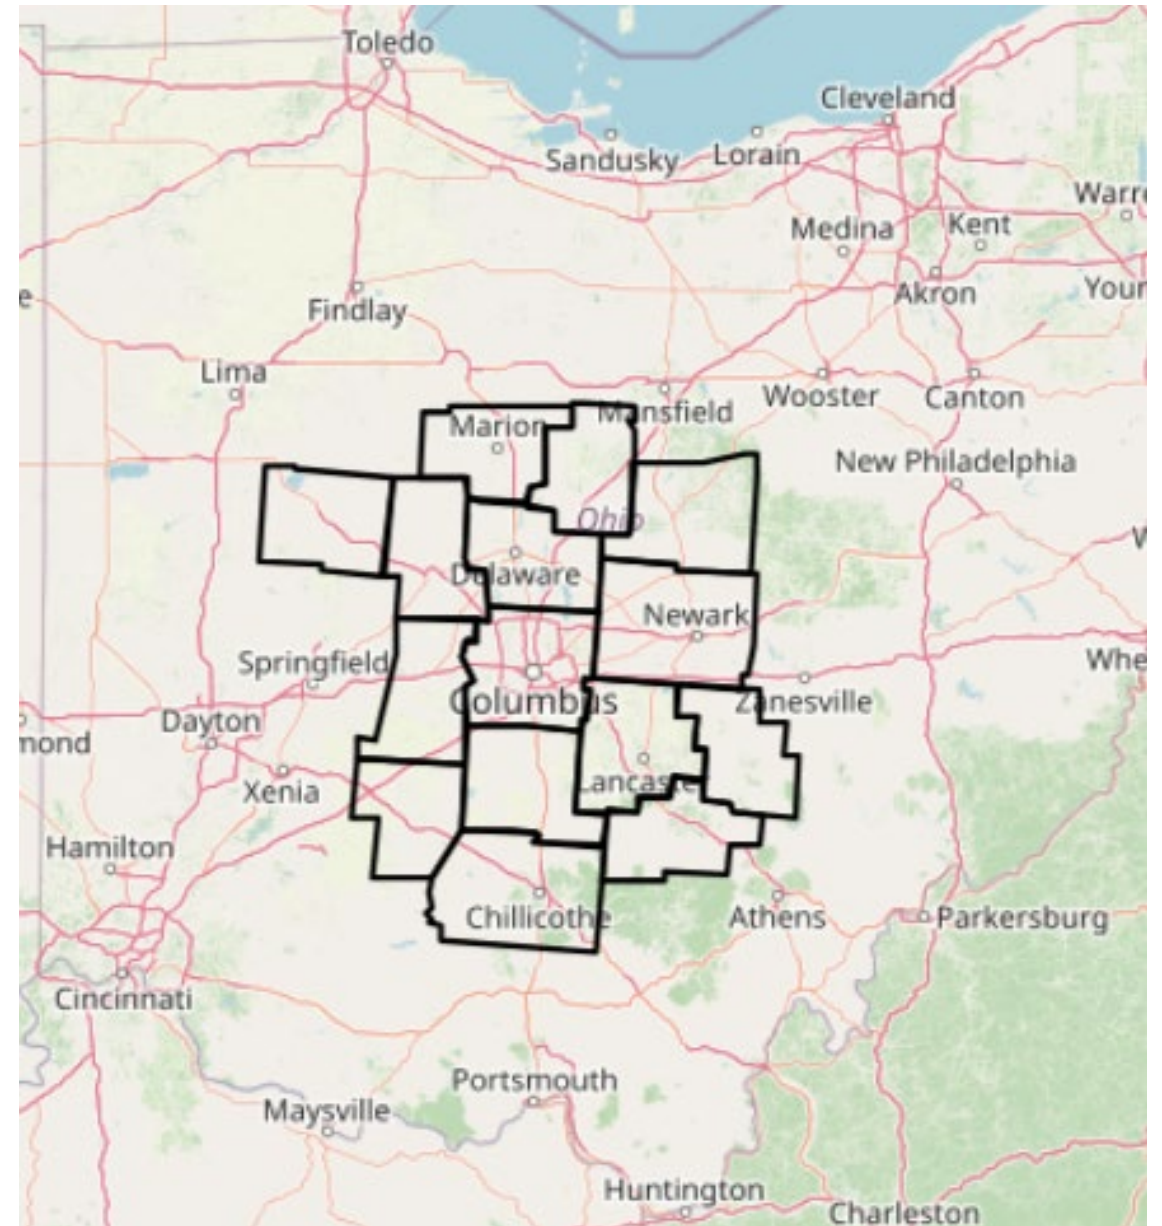 Toledo
Cleveland
Sandusky
Lorain
Warre
Medina
Kent
Akron
Your
e
Findlay
Lima
Wooster
Canton
Mansfield
Marion
New Philadelphia
Ohio
W
Delaware
Newark
Springfield
Whe
Columbus
Zanesville
Dayton
mond
Lancaster
Xenia
Hamilton
Chillicothe
Athens
Parkersburg
Cincinnati
Portsmouth
Maysville
Huntington
Charleston